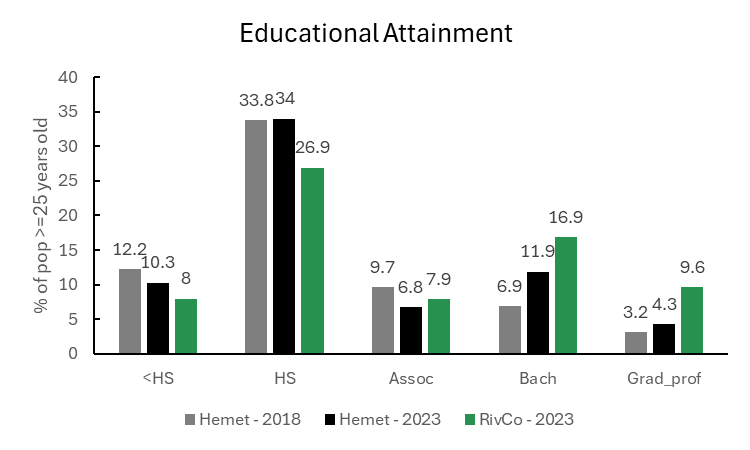 Educational Attainment
% of pop >=25 years old
40
35
30
25
20
15
10
5
0
12.2
10.3
8
33.8
34
26.9
9.7
6.8
7.9
6.9
11.9
16.9
3.2
4.3
9.6
<HS
HS
Assoc
Bach
Grad_prof
Hemet - 2018
Hemet - 2023
RivCo - 2023